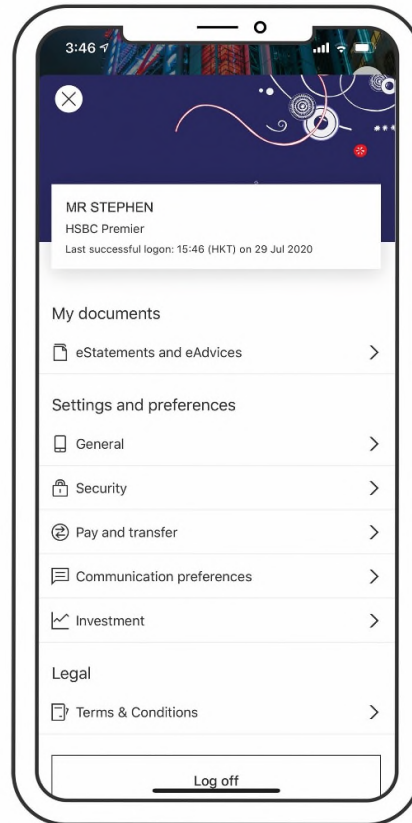 3:46
MR STEPHEN
HSBC Premier
Last successful logon: 15:46 (HKT) on 29 Jul 2020
My documents
eStatements and eAdvices
Settings and preferences
General
Security
Pay and transfer
Communication preferences
Investment
Legal
Terms & Conditions
Log off